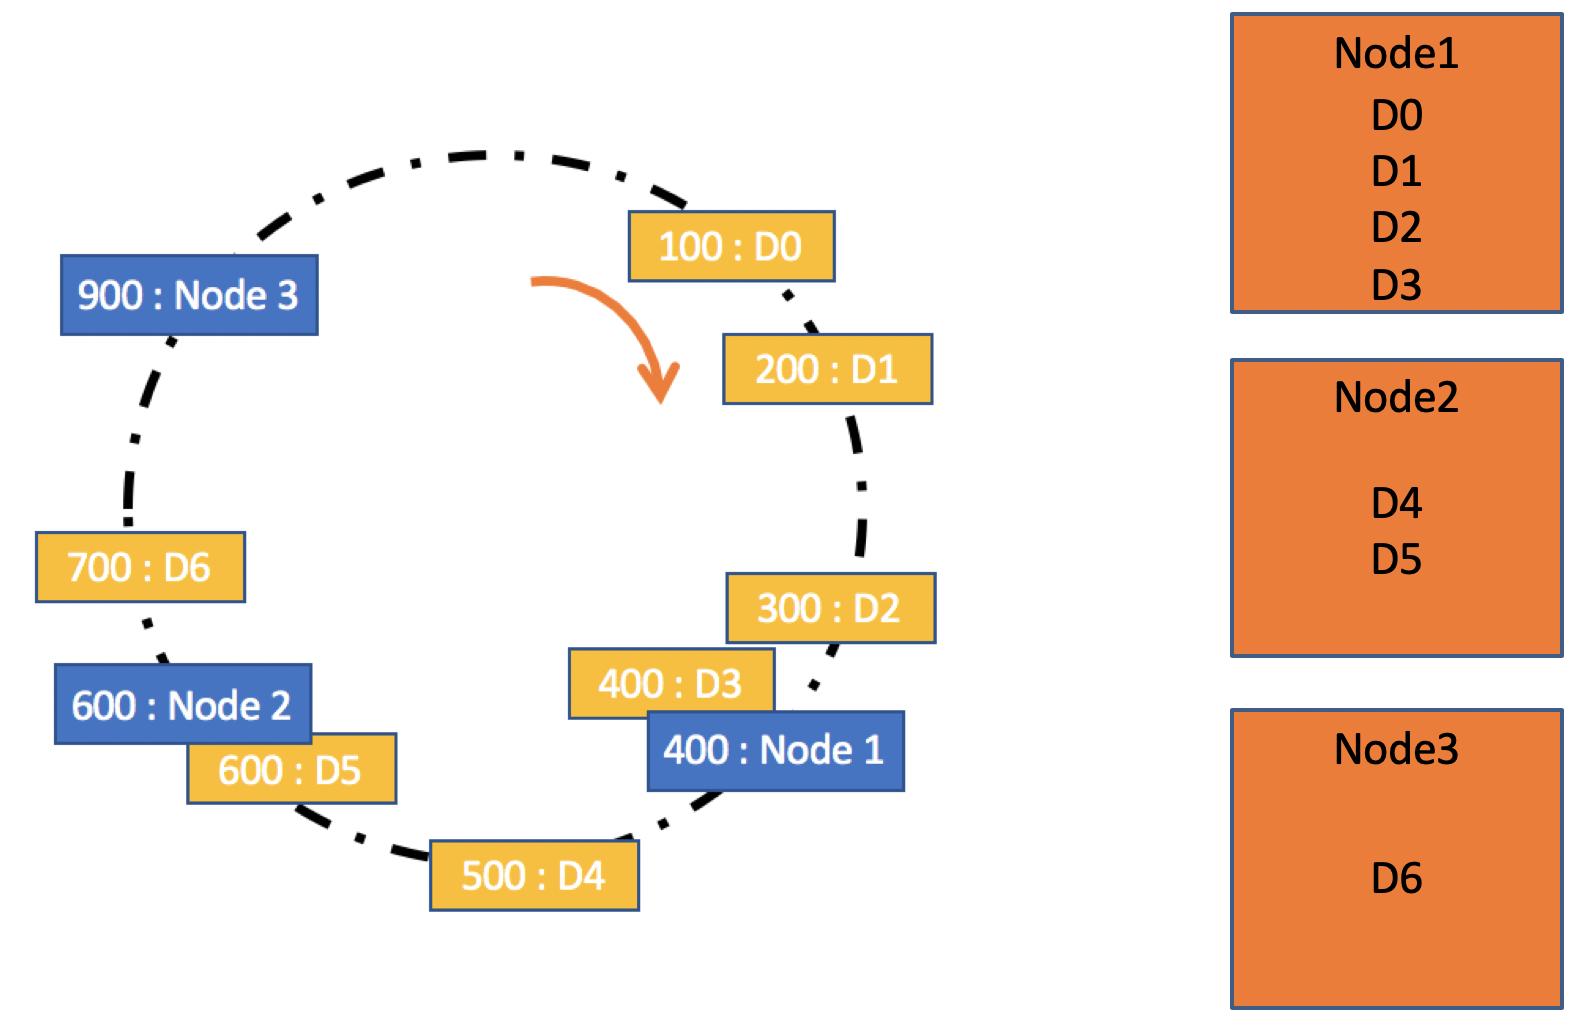 100 : D0
200 : D1
300 : D2
400 : D3
400 : Node 1
500 : D4
600 : D5
600 : Node 2
700 : D6
900 : Node 3
Node1
D0
D1
D2
D3
Node2
D4
D5
Node3
D6